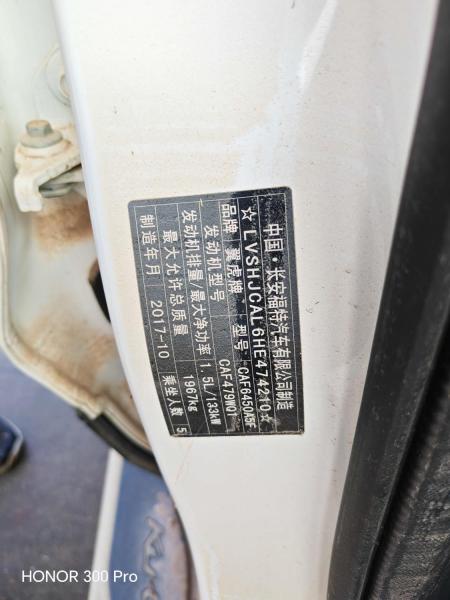 中国·长安福特汽车有限公司制造
☆LVSHJCAL6HE474210☆
品牌 翼虎牌 型号 CAF6450A5F
发动机型号 CAF479WQ1
发动机排量/最大净功率 1.5L/133kW
最大允许总质量 1967kg
制造年月 2017-10 乘坐人数 5
HONOR 300 Pro